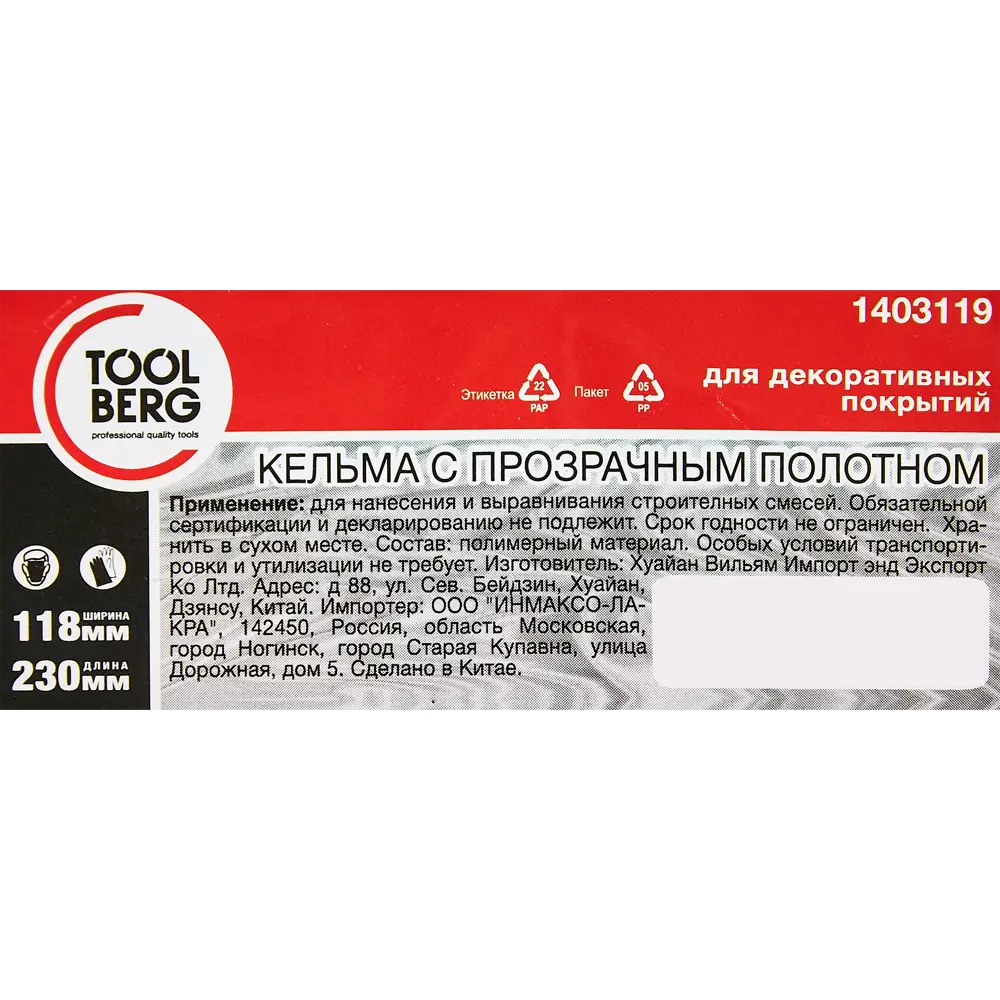 1403119
TOOL
BERG
professional quality tools
Этикетка 22 PAP Пакет 05 PP
для декоративных
покрытий
КЕЛЬМА С ПРОЗРАЧНЫМ ПОЛОТНОМ
Применение: для нанесения и выравнивания строителных смесей. Обязательной
сертификации и декларированию не подлежит. Срок годности не ограничен. Хра-
нить в сухом месте. Состав: полимерный материал. Особых условий транспорти-
ровки и утилизации не требует. Изготовитель: Хуайан Вильям Импорт энд Экспорт
Ко Лтд. Адрес: д 88, ул. Сев. Бейдзин, Хуайан,
Дзянсу, Китай. Импортер: ООО "ИНМАКСО-ЛА-
КРА", 142450, Россия, область Московская,
город Ногинск, город Старая Купавна, улица
Дорожная, дом 5. Сделано в Китае.
118 ШИРИНА мм
230 ДЛИНА мм